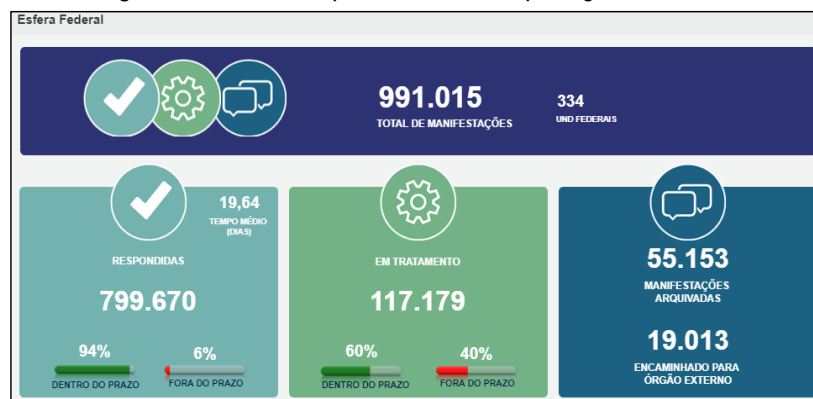 Esfera Federal
991.015
TOTAL DE MANIFESTAÇÕES
334
UND FEDERAIS
19,64
TEMPO MÉDIO
(DIAS)
RESPONDIDAS
799.670
94%
6%
DENTRO DO PRAZO
FORA DO PRAZO
EM TRATAMENTO
117.179
60%
40%
DENTRO DO PRAZO
FORA DO PRAZO
55.153
MANIFESTAÇÕES
ARQUIVADAS
19.013
ENCAMINHADO PARA
ÓRGÃO EXTERNO